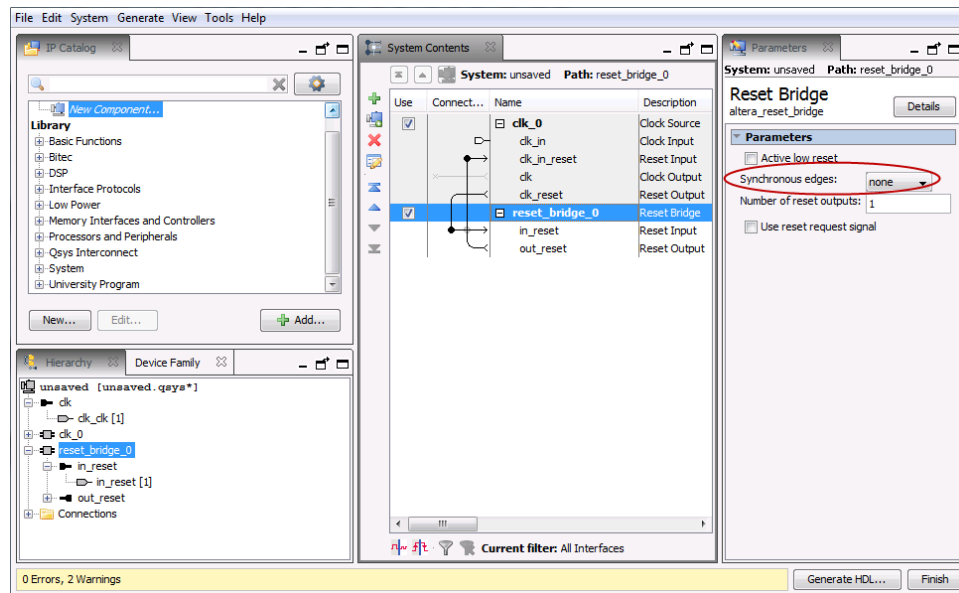 File Edit System Generate View Tools Help
IP Catalog
New Component...
Library
Basic Functions
Bitec
DSP
Interface Protocols
Low Power
Memory Interfaces and Controllers
Processors and Peripherals
Qsys Interconnect
System
University Program
New... Edit... Add...
Hierarchy Device Family
unsaved [unsaved.qsys*]
clk
clk_clk [1]
clk_0
reset_bridge_0
in_reset
in_reset [1]
out_reset
Connections
System Contents
System: unsaved Path: reset_bridge_0
Use Connect... Name Description
clk_0 Clock Source
clk_in Clock Input
clk_in_reset Reset Input
clk Clock Output
clk_reset Reset Output
reset_bridge_0 Reset Bridge
in_reset Reset Input
out_reset Reset Output
Current filter: All Interfaces
Parameters
System: unsaved Path: reset_bridge_0
Reset Bridge
altera_reset_bridge
Details
Parameters
Active low reset
Synchronous edges: none
Number of reset outputs: 1
Use reset request signal
0 Errors, 2 Warnings
Generate HDL... Finish